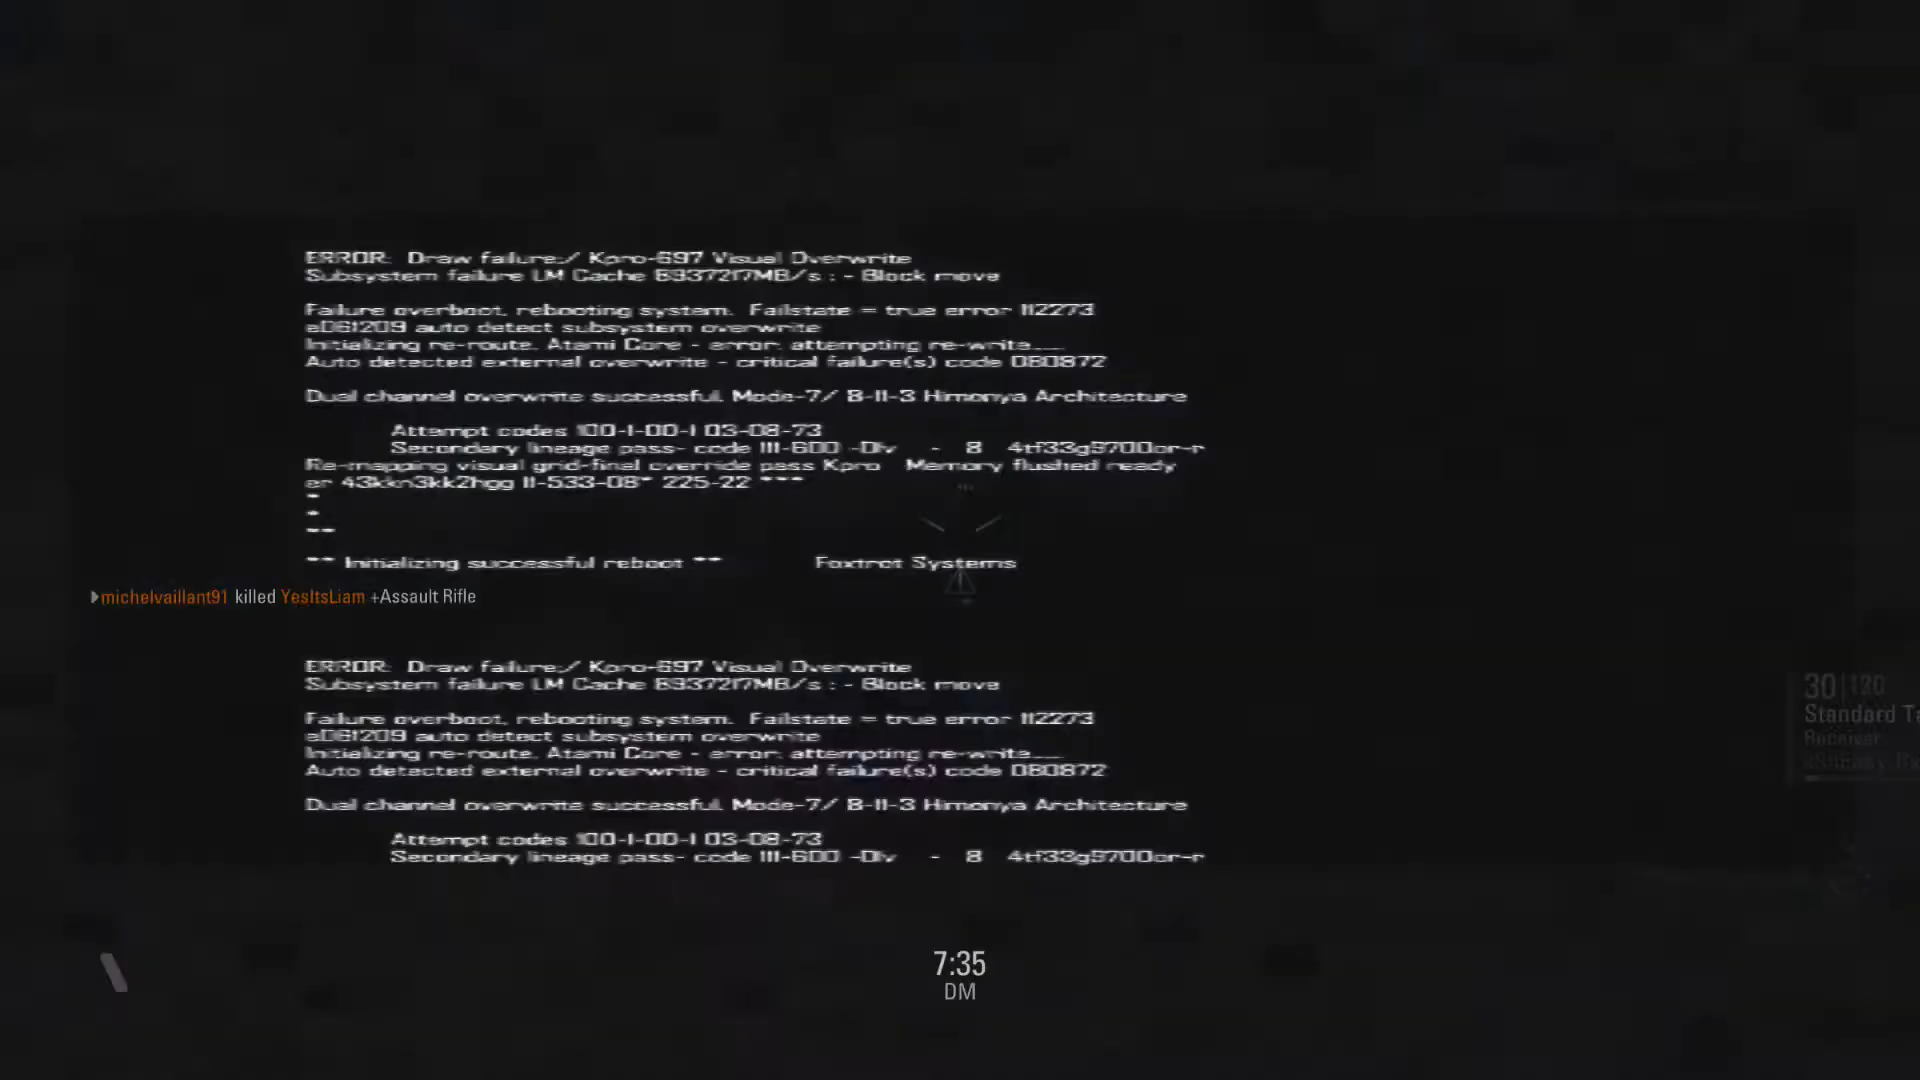 ERROR: Draw failure:/ Kpro-697 Visual Overwrite
Subsystem failure LM Cache 6937217MB/s : - Block move
Failure overboot, rebooting system. Failstate = true error 112273
a061209 auto detect subsystem overwrite
Initializing re-route. Atami Core - error: attempting re-write___
Auto detected external overwrite - critical failure(s) code 080872
Dual channel overwrite successful. Mode-7/ B-11-3 Himonya Architecture
Attempt codes 100-1-00-1 03-08-73
Secondary lineage pass- code 111-600 -Div - 8 4tf33g9700or-r
Re-mapping visual grid-final override pass Kpro Memory flushed ready
er 43kkn3kk2hgg 11-533-08* 225-22 ***
*
*
**
** Initializing successful reboot ** Foxtrot Systems
michelvaillant91 killed YesItsLiam +Assault Rifle
ERROR: Draw failure:/ Kpro-697 Visual Overwrite
Subsystem failure LM Cache 6937217MB/s : - Block move
30|120
Failure overboot, rebooting system. Failstate = true error 112273
Standard
a061209 auto detect subsystem overwrite
Receiver
Initializing re-route. Atami Core - error: attempting re-write___
Auto detected external overwrite - critical failure(s) code 080872
Dual channel overwrite successful. Mode-7/ B-11-3 Himonya Architecture
Attempt codes 100-1-00-1 03-08-73
Secondary lineage pass- code 111-600 -Div - 8 4tf33g9700or-r
7:35
DM